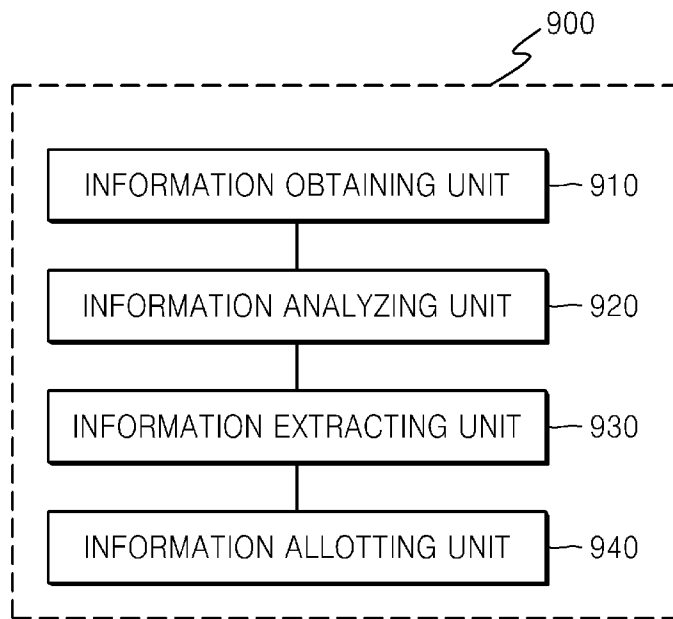 900
INFORMATION OBTAINING UNIT 910
INFORMATION ANALYZING UNIT 920
INFORMATION EXTRACTING UNIT 930
INFORMATION ALLOTTING UNIT 940